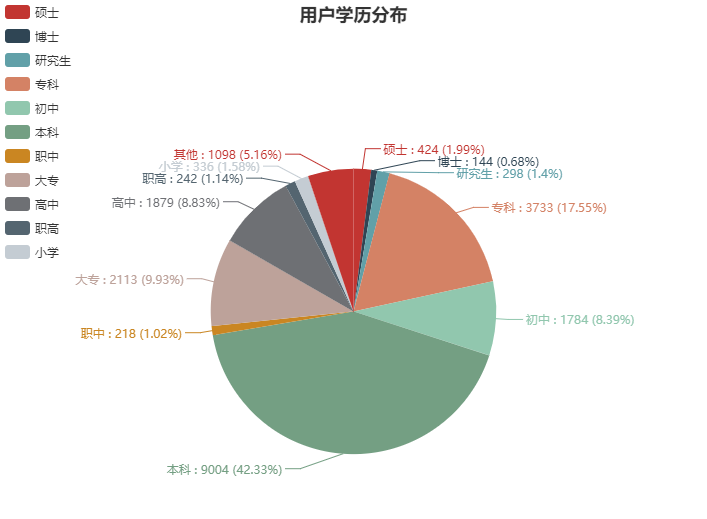 用户学历分布
硕士
博士
研究生
专科
初中
本科
职中
大专
高中
职高
小学
硕士 : 424 (1.99%)
博士 : 144 (0.68%)
研究生 : 298 (1.4%)
专科 : 3733 (17.55%)
初中 : 1784 (8.39%)
本科 : 9004 (42.33%)
职中 : 218 (1.02%)
大专 : 2113 (9.93%)
高中 : 1879 (8.83%)
职高 : 242 (1.14%)
小学 : 336 (1.58%)
其他 : 1098 (5.16%)